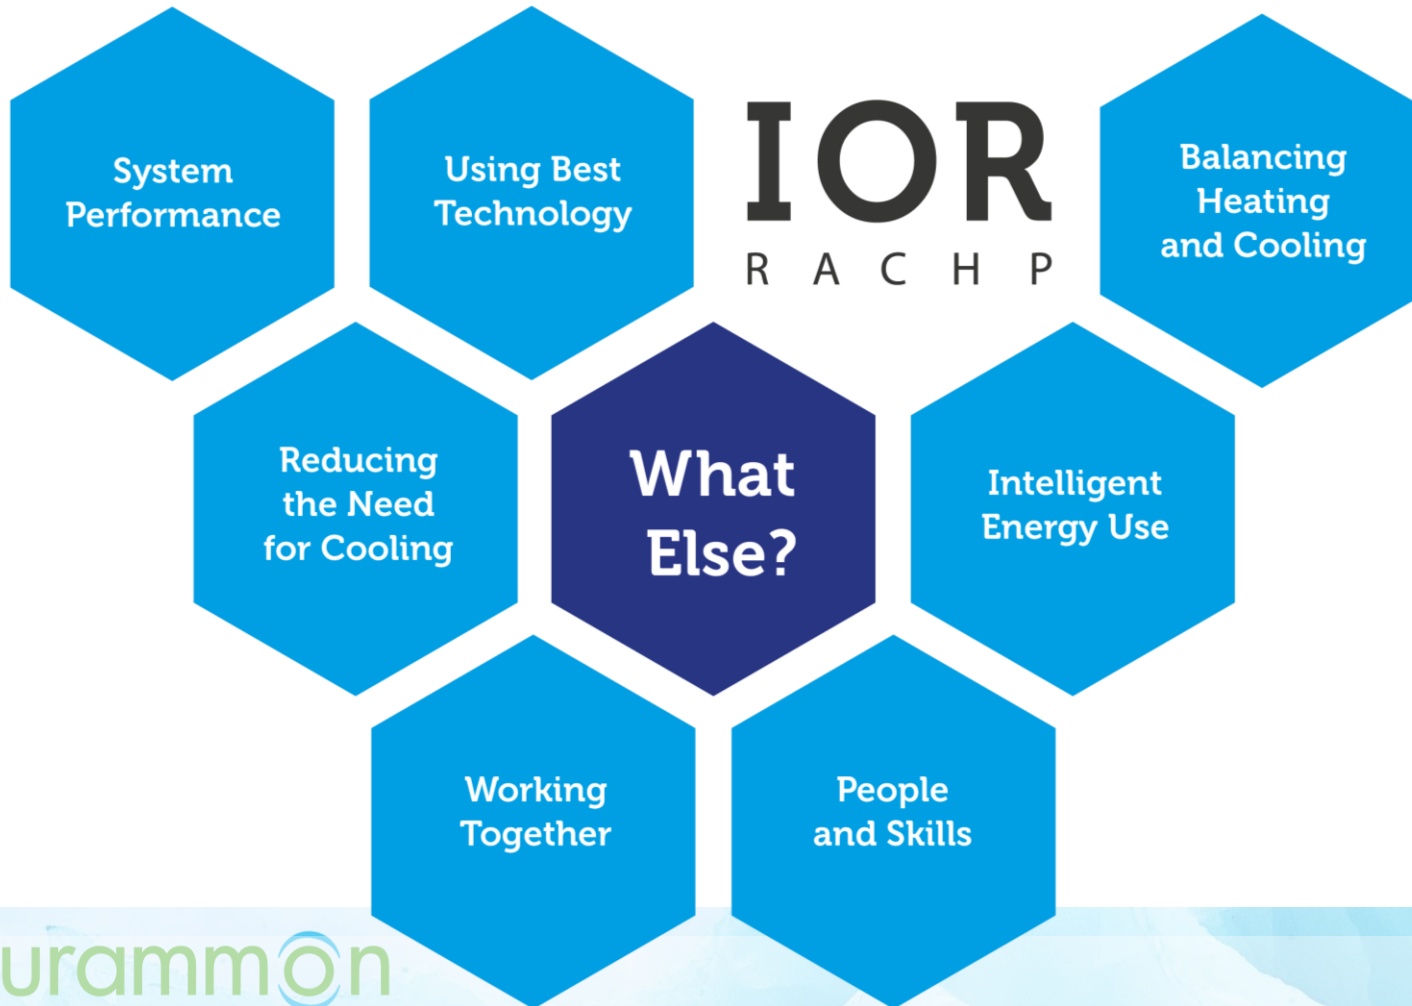 System
Performance
Using Best
Technology
IOR
R A C H P
Balancing
Heating
and Cooling
Reducing
the Need
for Cooling
What
Else?
Intelligent
Energy Use
Working
Together
People
and Skills
urammon